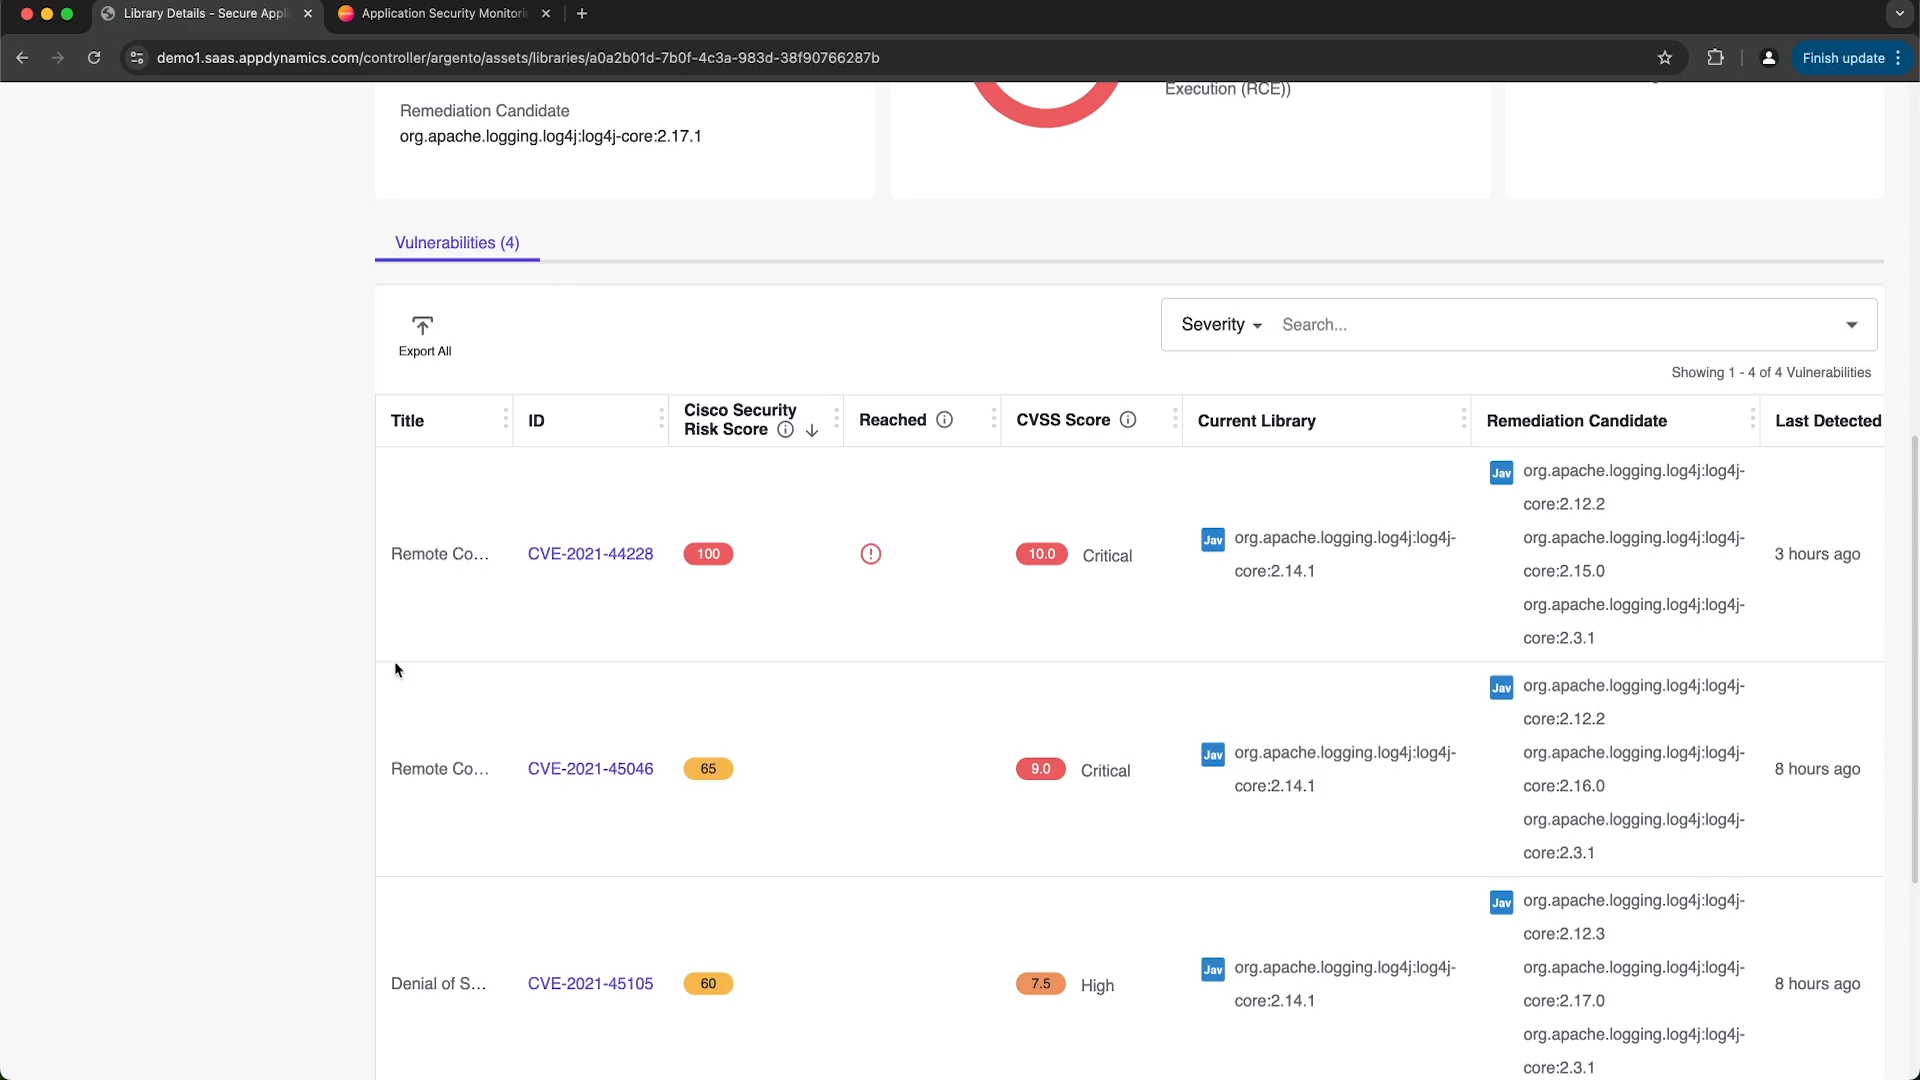 Library Details - Secure Appli
Application Security Monitorin
demo1.saas.appdynamics.com/controller/argento/assets/libraries/a0a2b01d-7b0f-4c3a-983d-38f90766287b
Finish update
Remediation Candidate
org.apache.logging.log4j:log4j-core:2.17.1
Execution (RCE))
Vulnerabilities (4)
Export All
Severity
Search...
Showing 1 - 4 of 4 Vulnerabilities
Title
ID
Cisco Security
Risk Score
Reached
CVSS Score
Current Library
Remediation Candidate
Last Detected
Remote Co...
CVE-2021-44228
100
10.0
Critical
Jav
org.apache.logging.log4j:log4j-
core:2.14.1
Jav
org.apache.logging.log4j:log4j-
core:2.12.2
org.apache.logging.log4j:log4j-
core:2.15.0
org.apache.logging.log4j:log4j-
core:2.3.1
3 hours ago
Remote Co...
CVE-2021-45046
65
9.0
Critical
Jav
org.apache.logging.log4j:log4j-
core:2.14.1
Jav
org.apache.logging.log4j:log4j-
core:2.12.2
org.apache.logging.log4j:log4j-
core:2.16.0
org.apache.logging.log4j:log4j-
core:2.3.1
8 hours ago
Denial of S...
CVE-2021-45105
60
7.5
High
Jav
org.apache.logging.log4j:log4j-
core:2.14.1
Jav
org.apache.logging.log4j:log4j-
core:2.12.3
org.apache.logging.log4j:log4j-
core:2.17.0
org.apache.logging.log4j:log4j-
core:2.3.1
8 hours ago